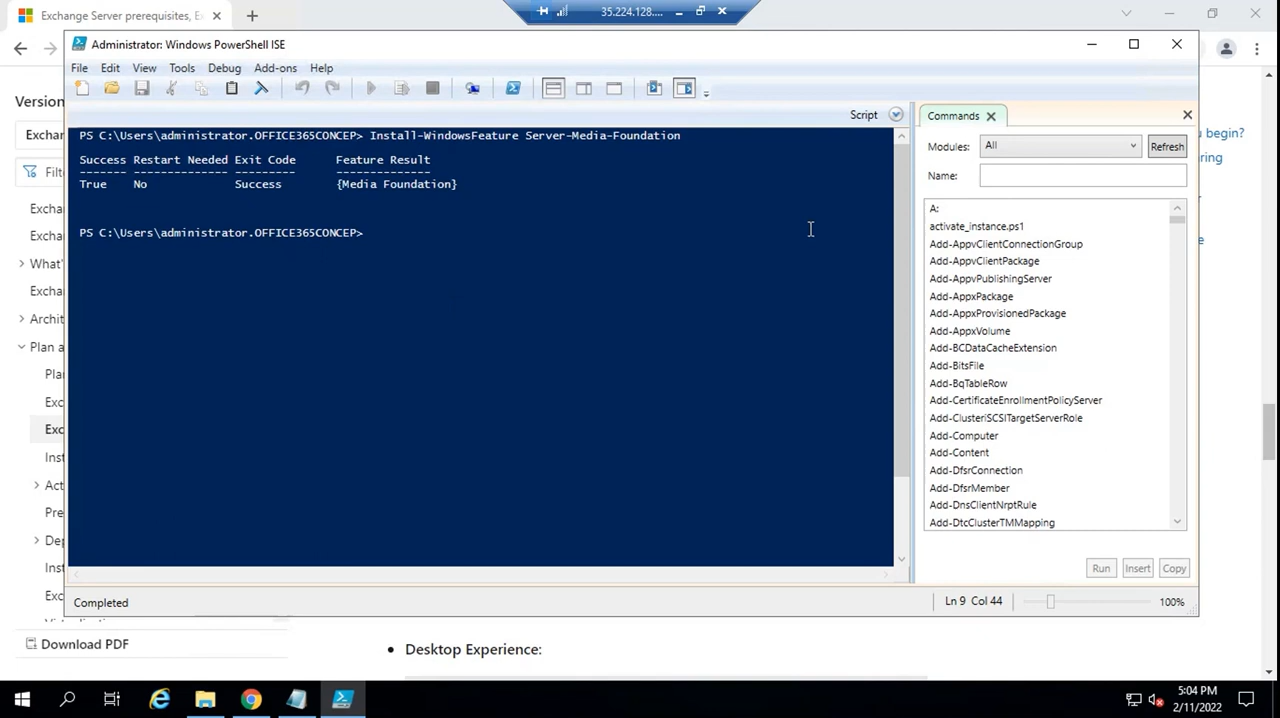 Exchange Server prerequisites, E
35.224.128....
Administrator: Windows PowerShell ISE
File Edit View Tools Debug Add-ons Help
Script
PS C:\Users\administrator.OFFICE365CONCEP> Install-WindowsFeature Server-Media-Foundation
Success Restart Needed Exit Code Feature Result
------- -------------- --------- --------------
True No Success {Media Foundation}
PS C:\Users\administrator.OFFICE365CONCEP>
Commands
Modules: All Refresh
Name:
A:
activate_instance.ps1
Add-AppvClientConnectionGroup
Add-AppvClientPackage
Add-AppvPublishingServer
Add-AppxPackage
Add-AppxProvisionedPackage
Add-AppxVolume
Add-BCDataCacheExtension
Add-BitsFile
Add-BqTableRow
Add-CertificateEnrollmentPolicyServer
Add-ClusteriSCSITargetServerRole
Add-Computer
Add-Content
Add-DfsrConnection
Add-DfsrMember
Add-DnsClientNrptRule
Add-DtcClusterTMMapping
Run Insert Copy
Completed
Ln 9 Col 44
100%
Version
Exchan
Filt
Exchan
Exchan
What'
Exchan
Archit
Plan a
Plan
Exc
Exc
Inst
Act
Pre
Dep
Inst
Exc
Download PDF
u begin?
ring
e
• Desktop Experience:
5:04 PM
2/11/2022